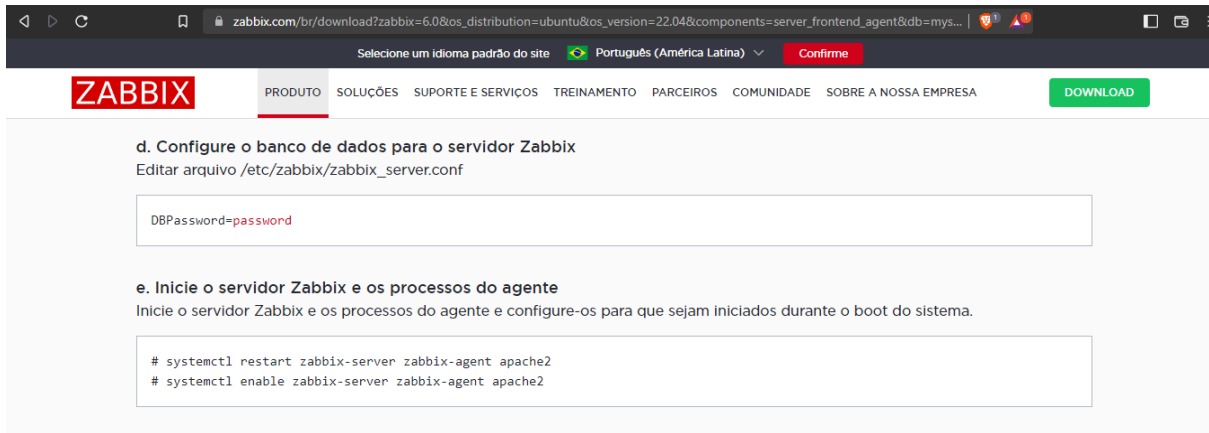 zabbix.com/br/download?zabbix=6.0&os_distribution=ubuntu&os_version=22.04&components=server_frontend_agent&db=mys...
Selecione um idioma padrão do site Português (América Latina) Confirme
ZABBIX PRODUTO SOLUÇÕES SUPORTE E SERVIÇOS TREINAMENTO PARCEIROS COMUNIDADE SOBRE A NOSSA EMPRESA DOWNLOAD
d. Configure o banco de dados para o servidor Zabbix
Editar arquivo /etc/zabbix/zabbix_server.conf
DBPassword=password
e. Inicie o servidor Zabbix e os processos do agente
Inicie o servidor Zabbix e os processos do agente e configure-os para que sejam iniciados durante o boot do sistema.
# systemctl restart zabbix-server zabbix-agent apache2
# systemctl enable zabbix-server zabbix-agent apache2